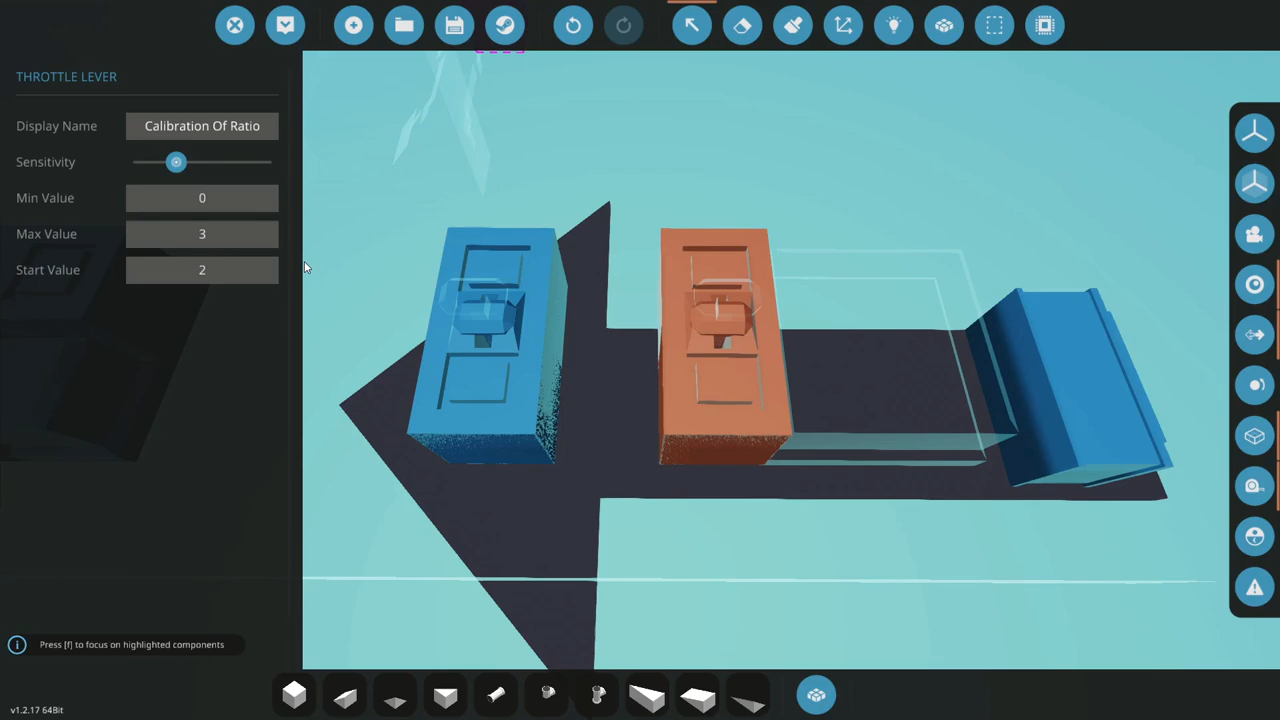 THROTTLE LEVER
Display Name Calibration Of Ratio
Sensitivity
Min Value 0
Max Value 3
Start Value 2
Press [f] to focus on highlighted components
v1.2.17 64Bit